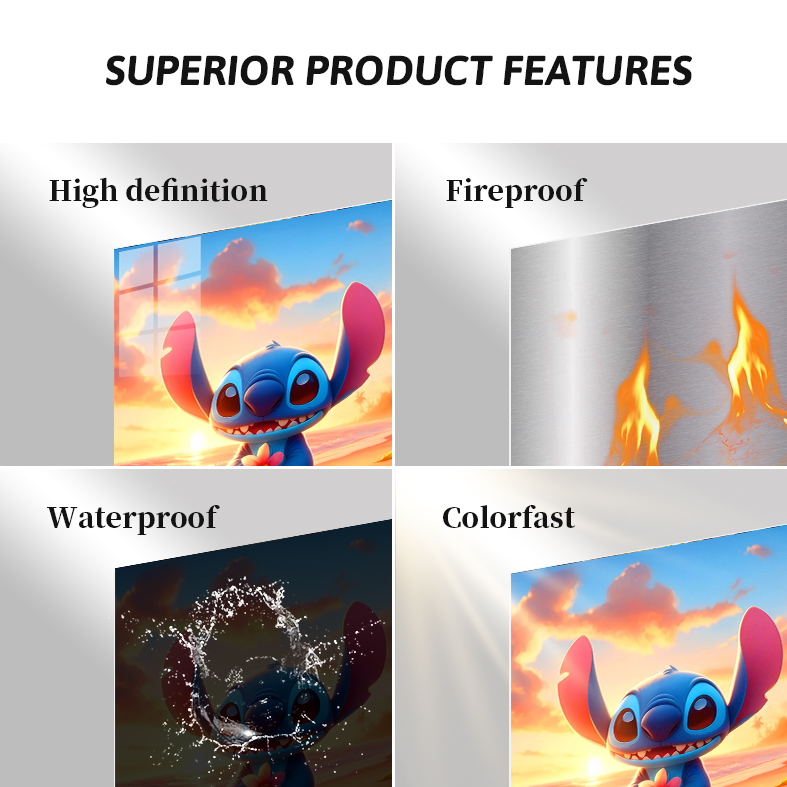 SUPERIOR PRODUCT FEATURES
High definition
Fireproof
Waterproof
Colorfast